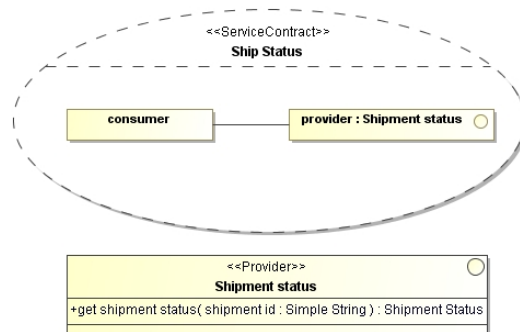 <<ServiceContract>>
Ship Status
consumer
provider : Shipment status
<<Provider>>
Shipment status
+get shipment status( shipment id : Simple String ) : Shipment Status